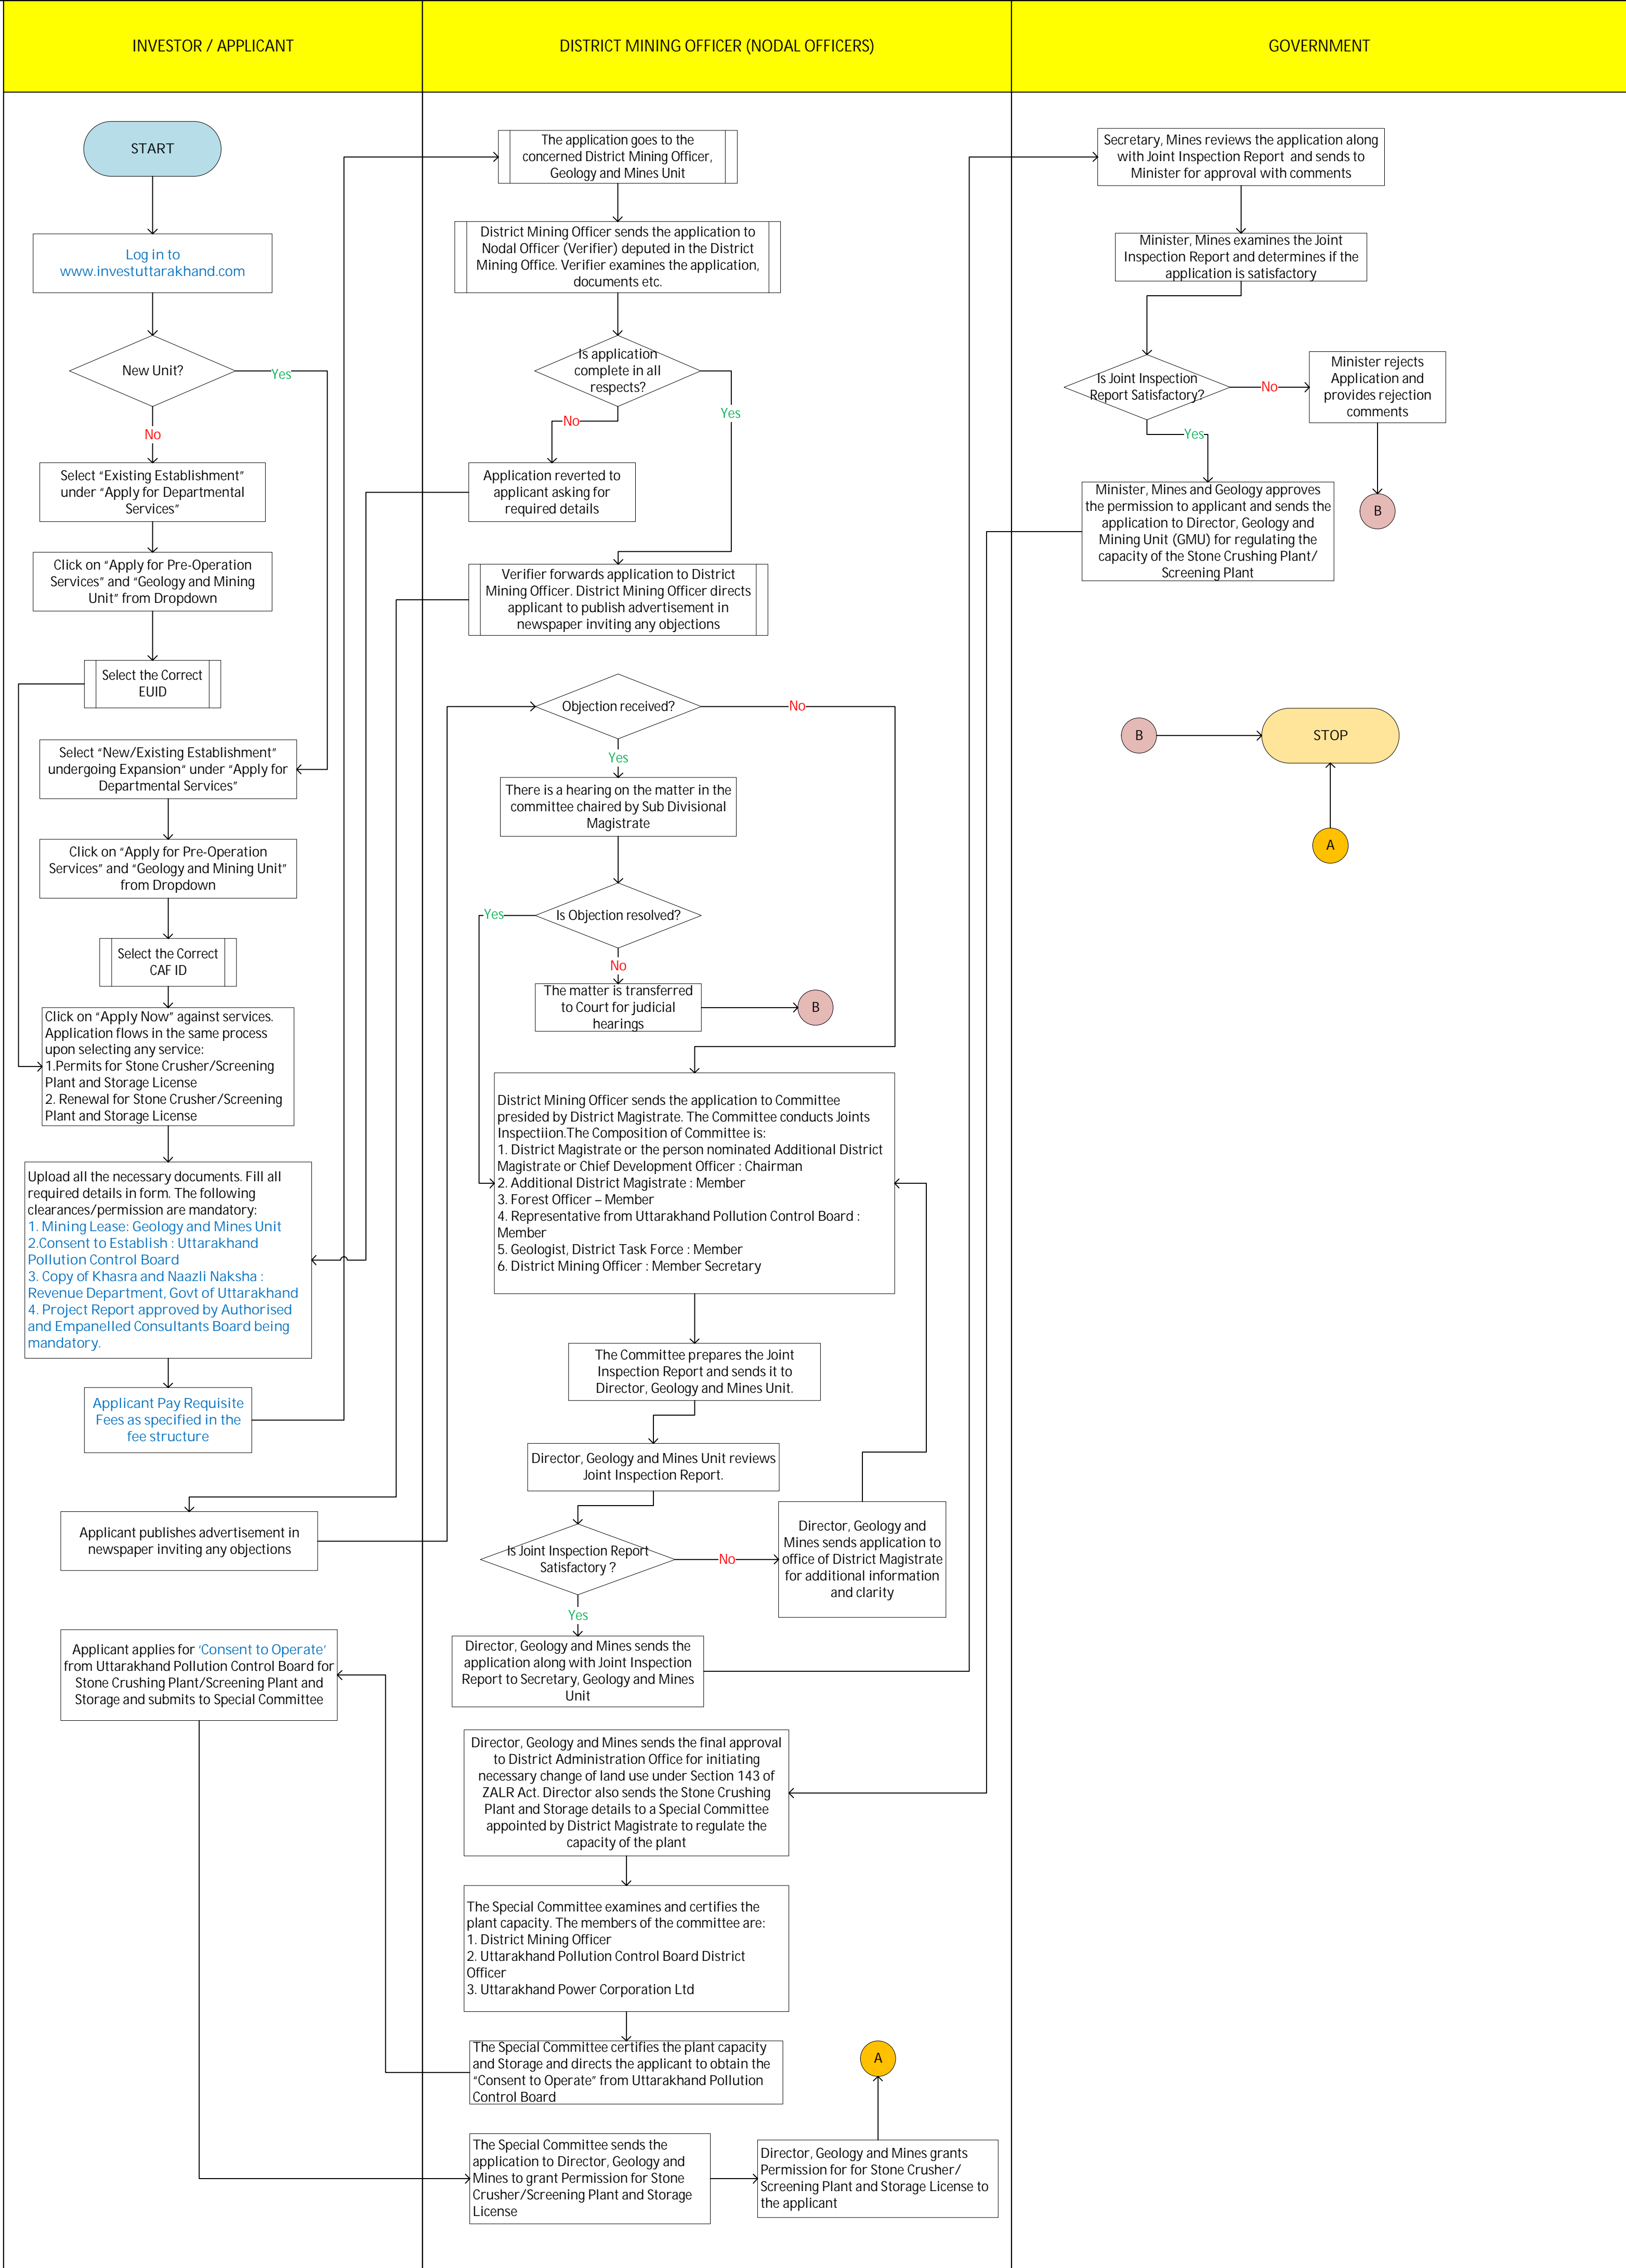 INVESTOR / APPLICANT
DISTRICT MINING OFFICER (NODAL OFFICERS)
GOVERNMENT
START
Log in to
www.investuttarakhand.com
New Unit?
Yes
No
Select “Existing Establishment”
under “Apply for Departmental
Services”
Click on “Apply for Pre-Operation
Services” and “Geology and Mining
Unit” from Dropdown
Select the Correct
EUID
Select “New/Existing Establishment”
undergoing Expansion” under “Apply for
Departmental Services”
Click on “Apply for Pre-Operation
Services” and “Geology and Mining Unit”
from Dropdown
Select the Correct
CAF ID
Click on “Apply Now” against services.
Application flows in the same process
upon selecting any service:
1.Permits for Stone Crusher/Screening
Plant and Storage License
2. Renewal for Stone Crusher/Screening
Plant and Storage License
Upload all the necessary documents. Fill all
required details in form. The following
clearances/permission are mandatory:
1. Mining Lease: Geology and Mines Unit
2.Consent to Establish : Uttarakhand
Pollution Control Board
3. Copy of Khasra and Naazli Naksha :
Revenue Department, Govt of Uttarakhand
4. Project Report approved by Authorised
and Empanelled Consultants Board being
mandatory.
Applicant Pay Requisite
Fees as specified in the
fee structure
Applicant publishes advertisement in
newspaper inviting any objections
Applicant applies for ‘Consent to Operate’
from Uttarakhand Pollution Control Board for
Stone Crushing Plant/Screening Plant and
Storage and submits to Special Committee
The application goes to the
concerned District Mining Officer,
Geology and Mines Unit
District Mining Officer sends the application to
Nodal Officer (Verifier) deputed in the District
Mining Office. Verifier examines the application,
documents etc.
Is application
complete in all
respects?
No
Yes
Application reverted to
applicant asking for
required details
Verifier forwards application to District
Mining Officer. District Mining Officer directs
applicant to publish advertisement in
newspaper inviting any objections
Objection received?
No
Yes
There is a hearing on the matter in the
committee chaired by Sub Divisional
Magistrate
Is Objection resolved?
Yes
No
The matter is transferred
to Court for judicial
hearings
B
District Mining Officer sends the application to Committee
presided by District Magistrate. The Committee conducts Joints
Inspectiion.The Composition of Committee is:
1. District Magistrate or the person nominated Additional District
Magistrate or Chief Development Officer : Chairman
2. Additional District Magistrate : Member
3. Forest Officer – Member
4. Representative from Uttarakhand Pollution Control Board :
Member
5. Geologist, District Task Force : Member
6. District Mining Officer : Member Secretary
The Committee prepares the Joint
Inspection Report and sends it to
Director, Geology and Mines Unit.
Director, Geology and Mines Unit reviews
Joint Inspection Report.
Is Joint Inspection Report
Satisfactory ?
No
Yes
Director, Geology and
Mines sends application to
office of District Magistrate
for additional information
and clarity
Director, Geology and Mines sends the
application along with Joint Inspection
Report to Secretary, Geology and Mines
Unit
Director, Geology and Mines sends the final approval
to District Administration Office for initiating
necessary change of land use under Section 143 of
ZALR Act. Director also sends the Stone Crushing
Plant and Storage details to a Special Committee
appointed by District Magistrate to regulate the
capacity of the plant
The Special Committee examines and certifies the
plant capacity. The members of the committee are:
1. District Mining Officer
2. Uttarakhand Pollution Control Board District
Officer
3. Uttarakhand Power Corporation Ltd
The Special Committee certifies the plant capacity
and Storage and directs the applicant to obtain the
“Consent to Operate” from Uttarakhand Pollution
Control Board
A
The Special Committee sends the
application to Director, Geology and
Mines to grant Permission for Stone
Crusher/Screening Plant and Storage
License
Director, Geology and Mines grants
Permission for for Stone Crusher/
Screening Plant and Storage License to
the applicant
Secretary, Mines reviews the application along
with Joint Inspection Report and sends to
Minister for approval with comments
Minister, Mines examines the Joint
Inspection Report and determines if the
application is satisfactory
Is Joint Inspection
Report Satisfactory?
No
Yes
Minister rejects
Application and
provides rejection
comments
B
Minister, Mines and Geology approves
the permission to applicant and sends the
application to Director, Geology and
Mining Unit (GMU) for regulating the
capacity of the Stone Crushing Plant/
Screening Plant
B
STOP
A